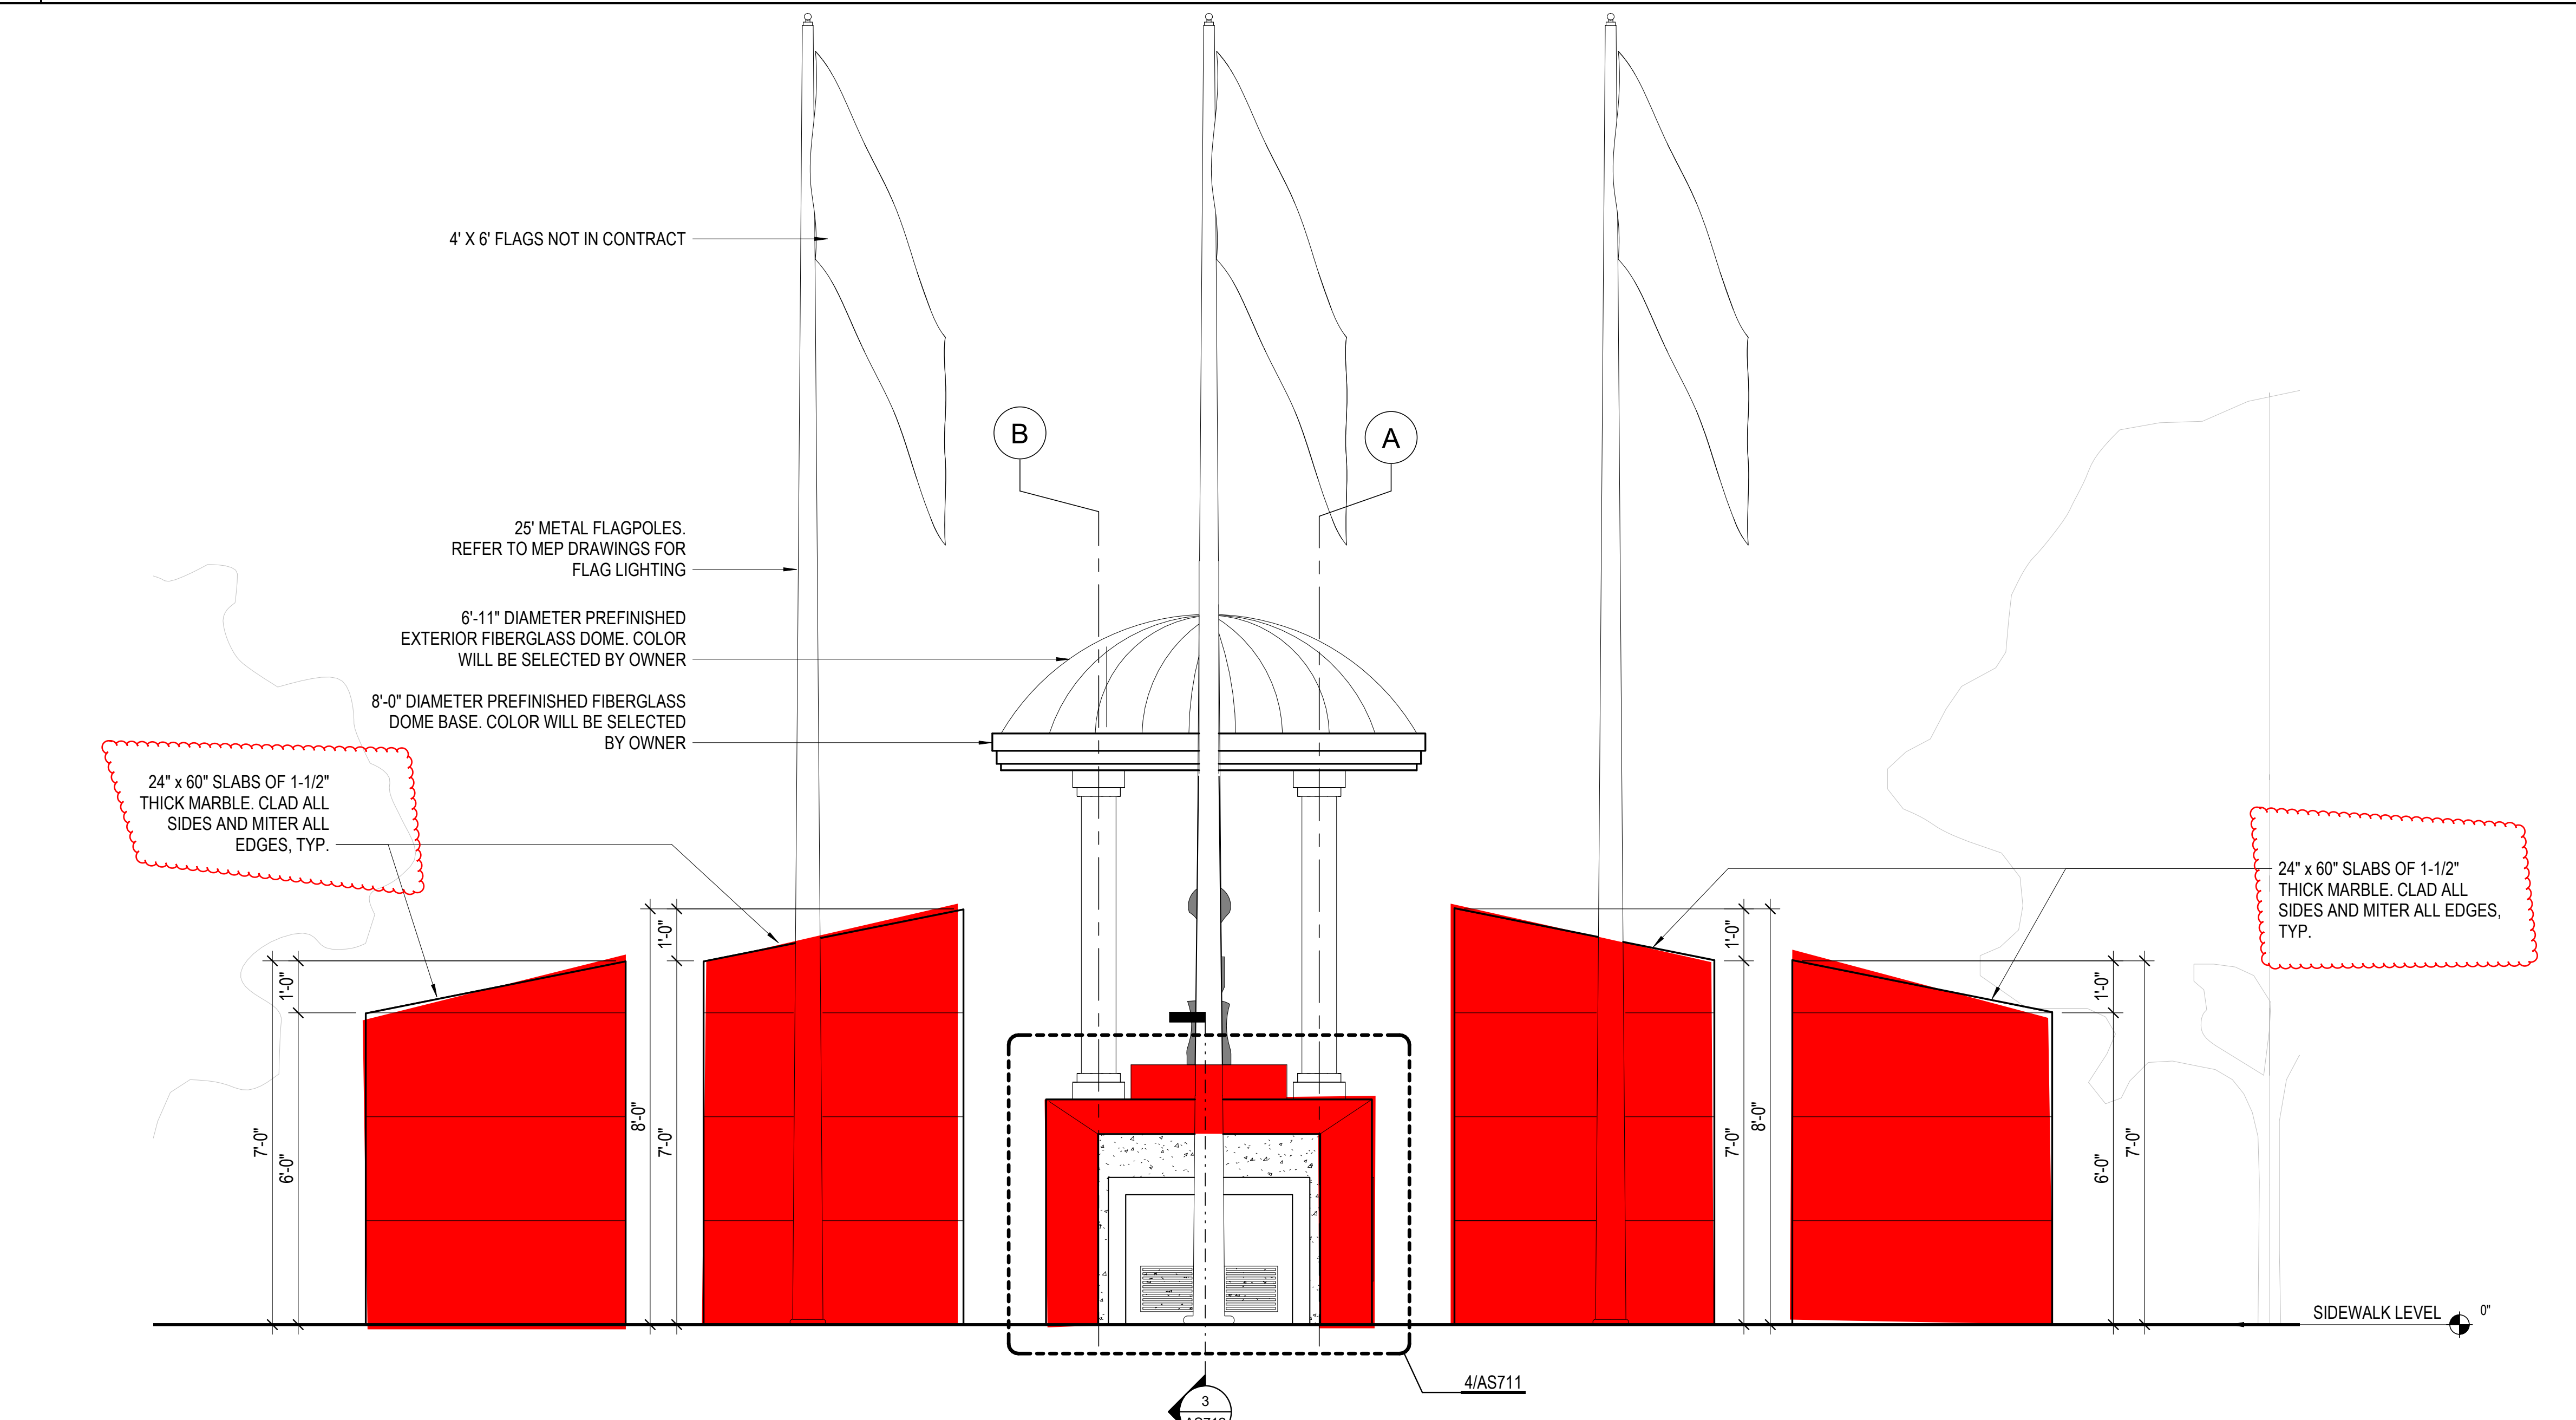 4' X 6' FLAGS NOT IN CONTRACT
B
A
25' METAL FLAGPOLES.
REFER TO MEP DRAWINGS FOR
FLAG LIGHTING
6'-11" DIAMETER PREFINISHED
EXTERIOR FIBERGLASS DOME. COLOR
WILL BE SELECTED BY OWNER
8'-0" DIAMETER PREFINISHED FIBERGLASS
DOME BASE. COLOR WILL BE SELECTED
BY OWNER
24" x 60" SLABS OF 1-1/2"
THICK MARBLE. CLAD ALL
SIDES AND MITER ALL
EDGES, TYP.
24" x 60" SLABS OF 1-1/2"
THICK MARBLE. CLAD ALL
SIDES AND MITER ALL EDGES,
TYP.
7'-0"
1'-0"
6'-0"
8'-0"
1'-0"
7'-0"
1'-0"
7'-0"
8'-0"
1'-0"
6'-0"
7'-0"
SIDEWALK LEVEL
0"
4/AS711
3